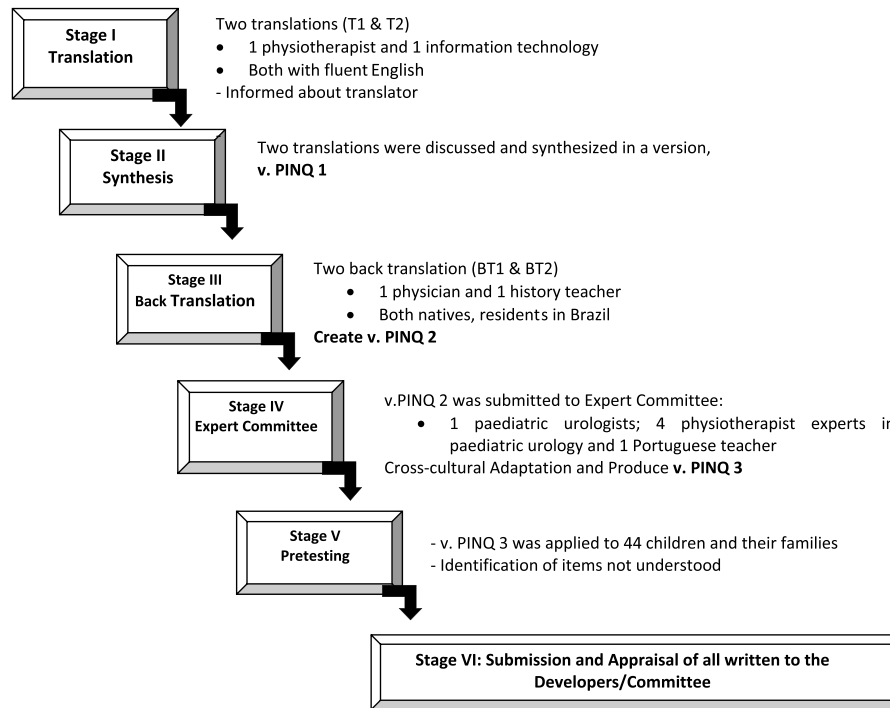 Stage I
Translation
Two translations (T1 & T2)
• 1 physiotherapist and 1 information technology
• Both with fluent English
- Informed about translator
Stage II
Synthesis
Two translations were discussed and synthesized in a version,
v. PINQ 1
Stage III
Back Translation
Two back translation (BT1 & BT2)
• 1 physician and 1 history teacher
• Both natives, residents in Brazil
Create v. PINQ 2
Stage IV
Expert Committee
v.PINQ 2 was submitted to Expert Committee:
• 1 paediatric urologists; 4 physiotherapist experts in
paediatric urology and 1 Portuguese teacher
Cross-cultural Adaptation and Produce v. PINQ 3
Stage V
Pretesting
- v. PINQ 3 was applied to 44 children and their families
- Identification of items not understood
Stage VI: Submission and Appraisal of all written to the
Developers/Committee